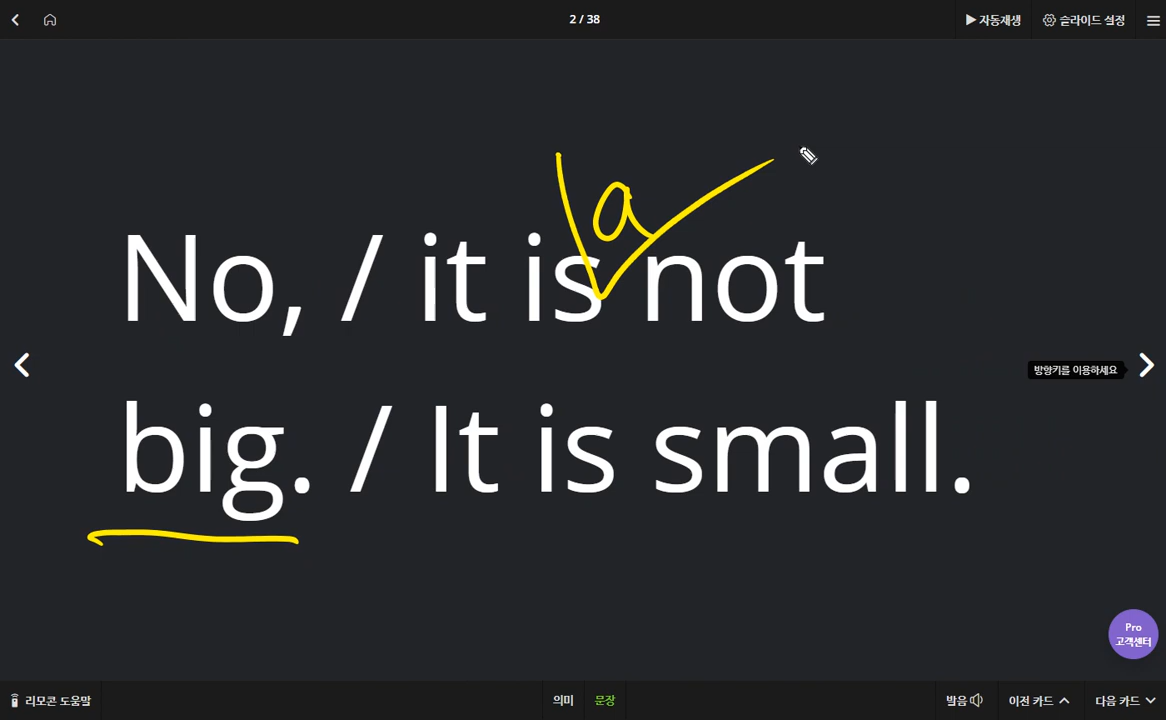 2 / 38
자동재생
슬라이드 설정
a
No, / it is not
big. / It is small.
방향키를 이용하세요
Pro
고객센터
리모콘 도움말
의미
문장
발음
이전 카드
다음 카드